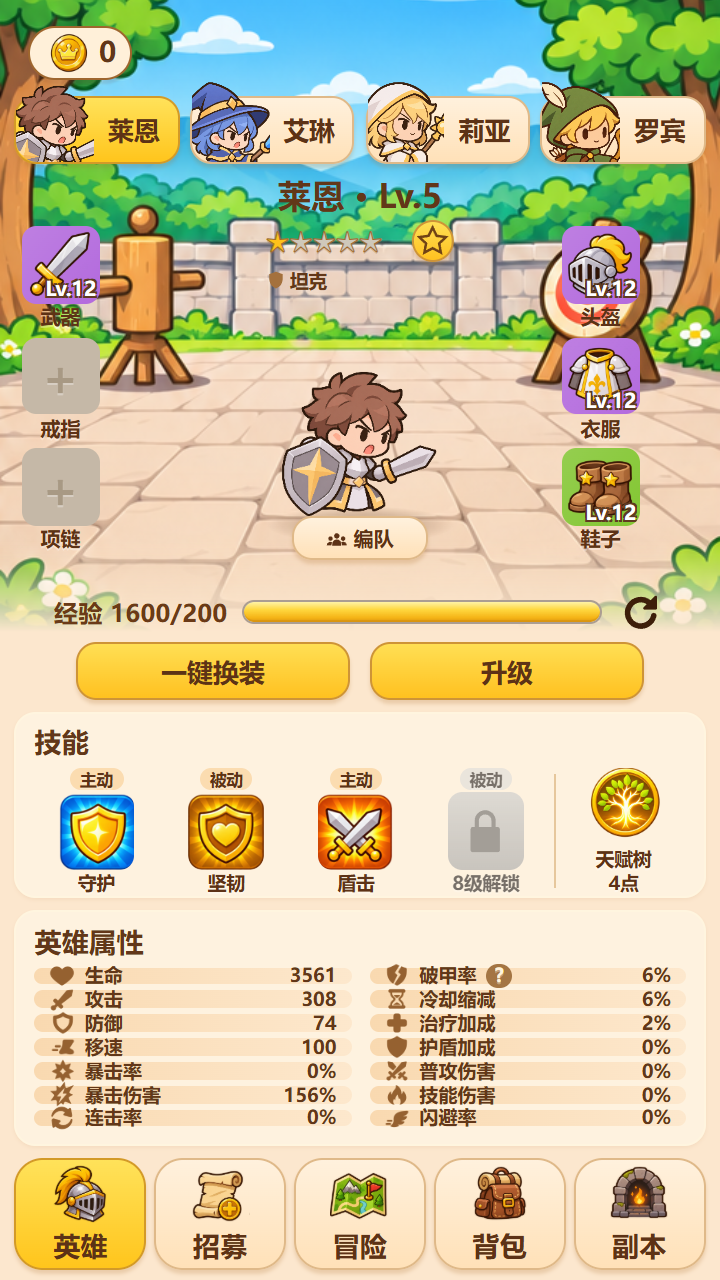 0
莱恩
艾琳
莉亚
罗宾
莱恩·Lv.5
坦克
Lv.12
武器
Lv.12
头盔
戒指
Lv.12
衣服
项链
Lv.12
鞋子
编队
经验 1600/200
一键换装
升级
技能
主动
被动
主动
被动
守护
坚韧
盾击
8级解锁
天赋树
4点
英雄属性
生命 3561
破甲率 ? 6%
攻击 308
冷却缩减 6%
防御 74
治疗加成 2%
移速 100
护盾加成 0%
暴击率 0%
普攻伤害 0%
暴击伤害 156%
技能伤害 0%
连击率 0%
闪避率 0%
英雄
招募
冒险
背包
副本